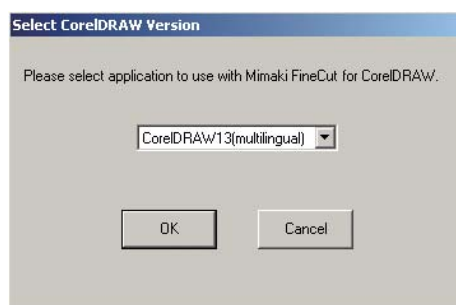 Select CorelDRAW Version
Please select application to use with Mimaki FineCut for CorelDRAW.
CorelDRAW13(multilingual)
OK
Cancel